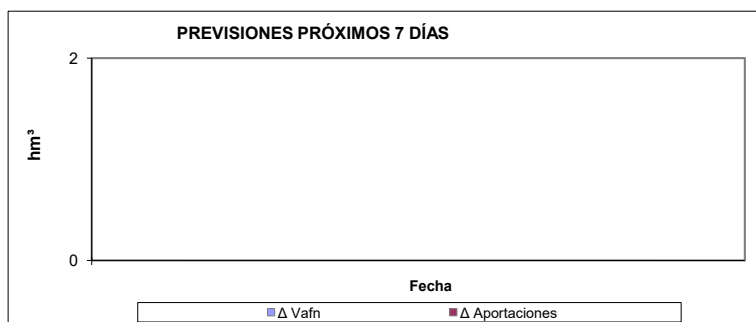 PREVISIONES PRÓXIMOS 7 DÍAS
2
hm³
0
Fecha
Δ Vafn Δ Aportaciones